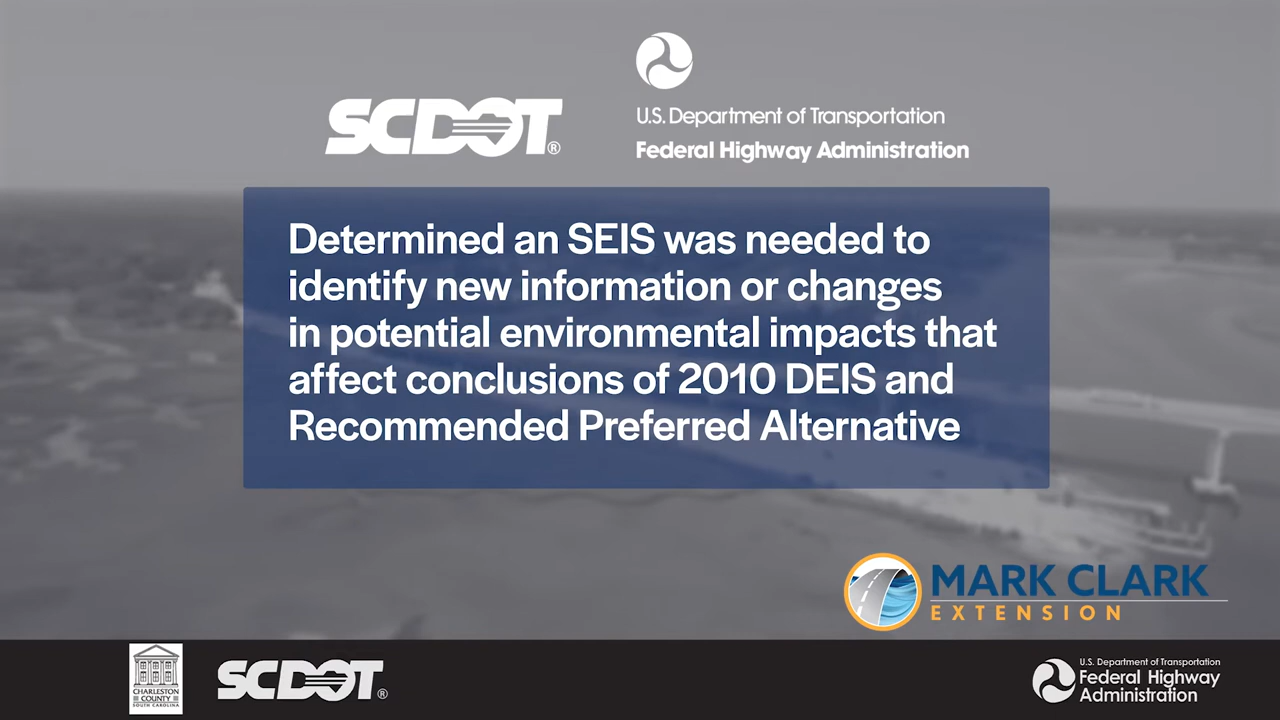 SCDOT®
U.S. Department of Transportation
Federal Highway Administration
Determined an SEIS was needed to
identify new information or changes
in potential environmental impacts that
affect conclusions of 2010 DEIS and
Recommended Preferred Alternative
MARK CLARK
EXTENSION
CHARLESTON
COUNTY
SOUTH CAROLINA
SCDOT®
U.S. Department of Transportation
Federal Highway
Administration